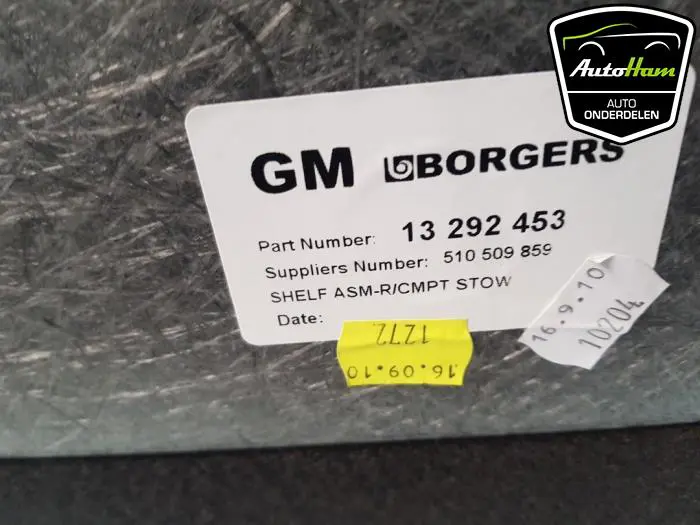 AutoHam
AUTO
ONDERDELEN
GM BORGERS
Part Number: 13 292 453
Suppliers Number: 510 509 859
SHELF ASM-R/CMPT STOW
Date:
1272
16.09.10
16.9.10
10204